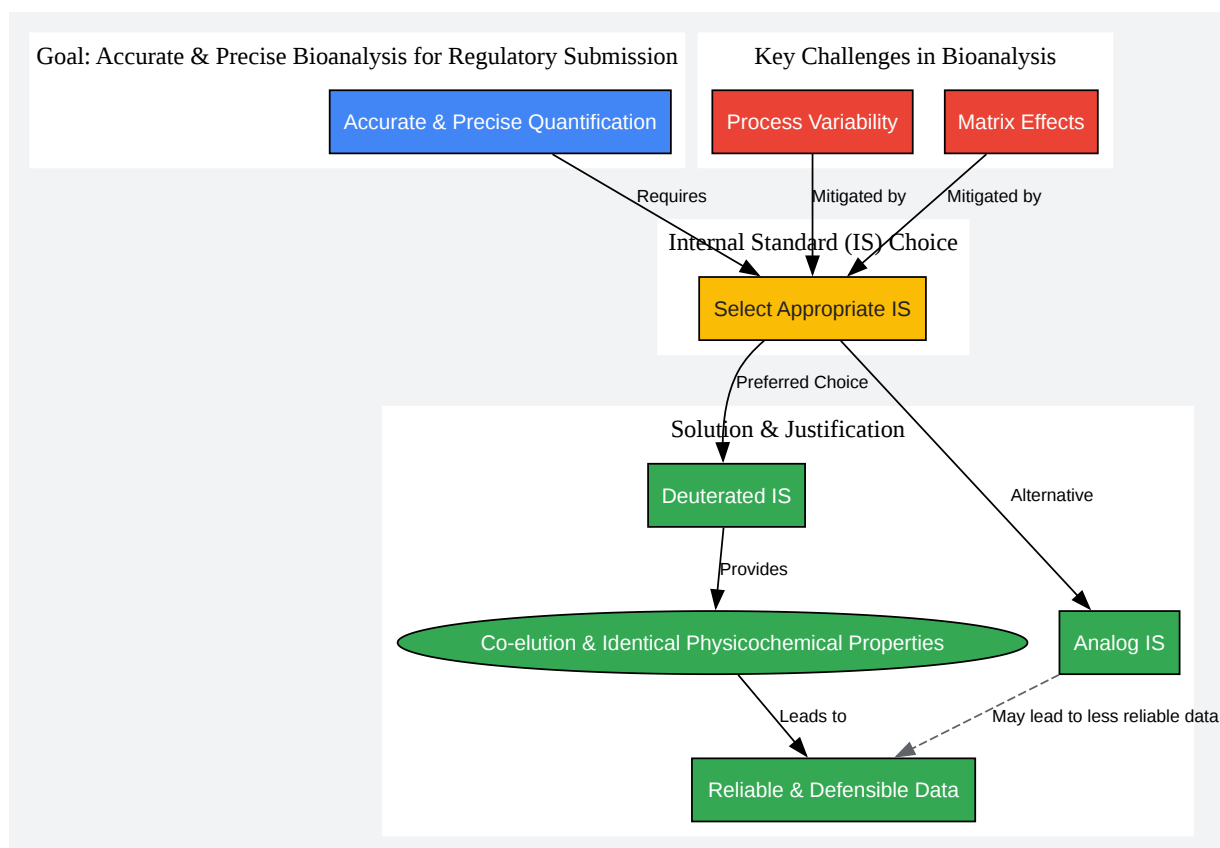 Goal: Accurate & Precise Bioanalysis for Regulatory Submission
Key Challenges in Bioanalysis
Accurate & Precise Quantification
Process Variability
Matrix Effects
Requires
Mitigated by
Mitigated by
Internal Standard (IS) Choice
Select Appropriate IS
Preferred Choice
Solution & Justification
Deuterated IS
Alternative
Provides
Co-elution & Identical Physicochemical Properties
Analog IS
Leads to
May lead to less reliable data
Reliable & Defensible Data